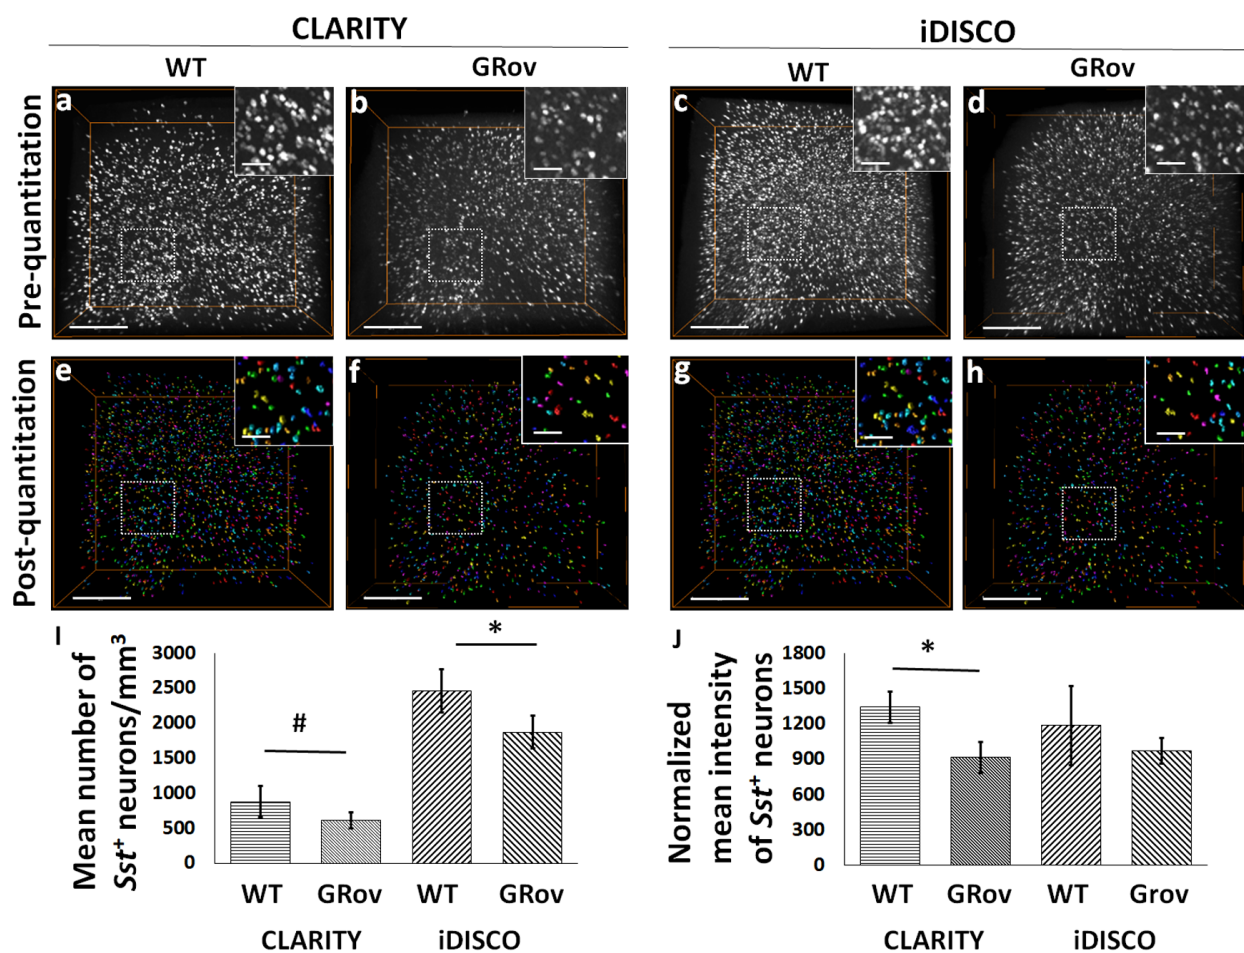 CLARITY
iDISCO
WT
GRov
WT
GRov
Pre-quantitation
a
b
c
d
Post-quantitation
e
f
g
h
I
Mean number of
Sst⁺ neurons/mm³
3000
2500
2000
1500
1000
500
0
#
*
WT
GRov
WT
GRov
CLARITY
iDISCO
J
Normalized
mean intensity
of Sst⁺ neurons
1800
1500
1200
900
600
300
0
*
WT
GRov
WT
Grov
CLARITY
iDISCO